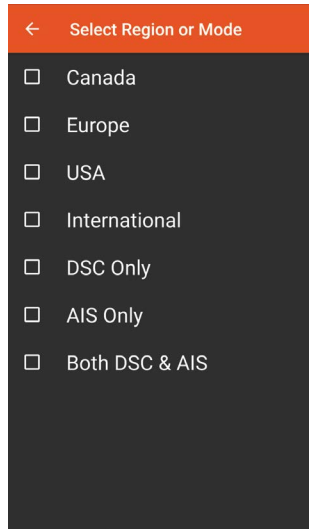 Select Region or Mode
Canada
Europe
USA
International
DSC Only
AIS Only
Both DSC & AIS